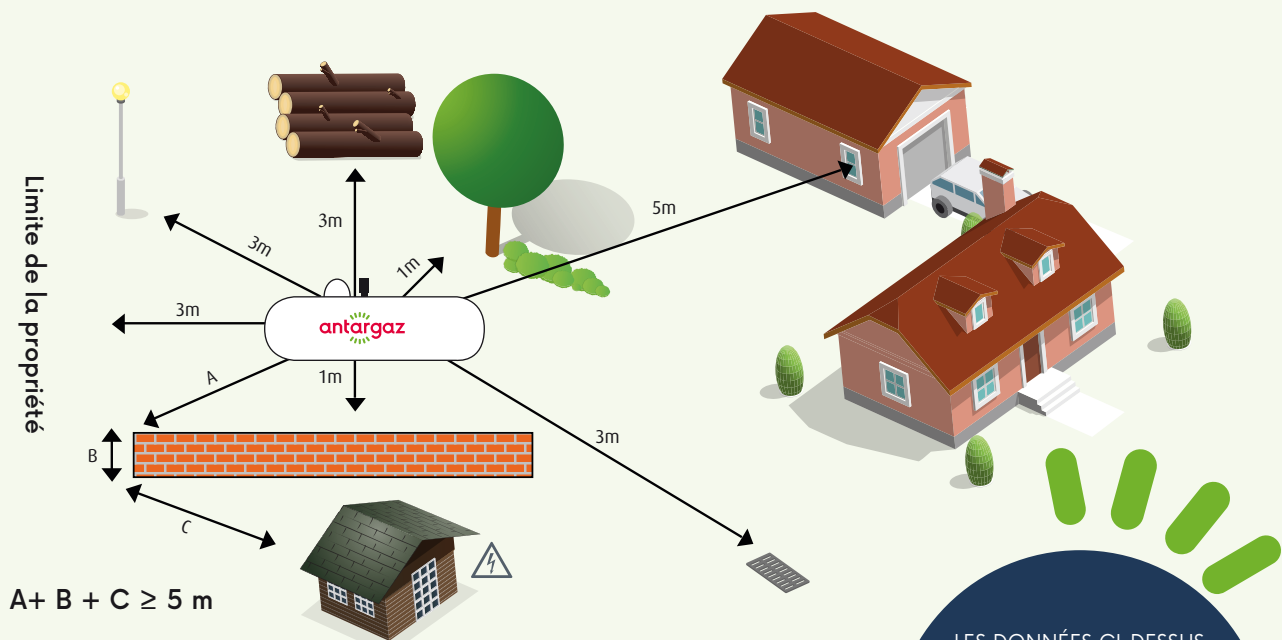 Limite de la propriété
3m
3m
1m
5m
3m
antargaz
A
1m
3m
B
C
A+ B + C ≥ 5 m
LES DONNÉES CI-DESSUS